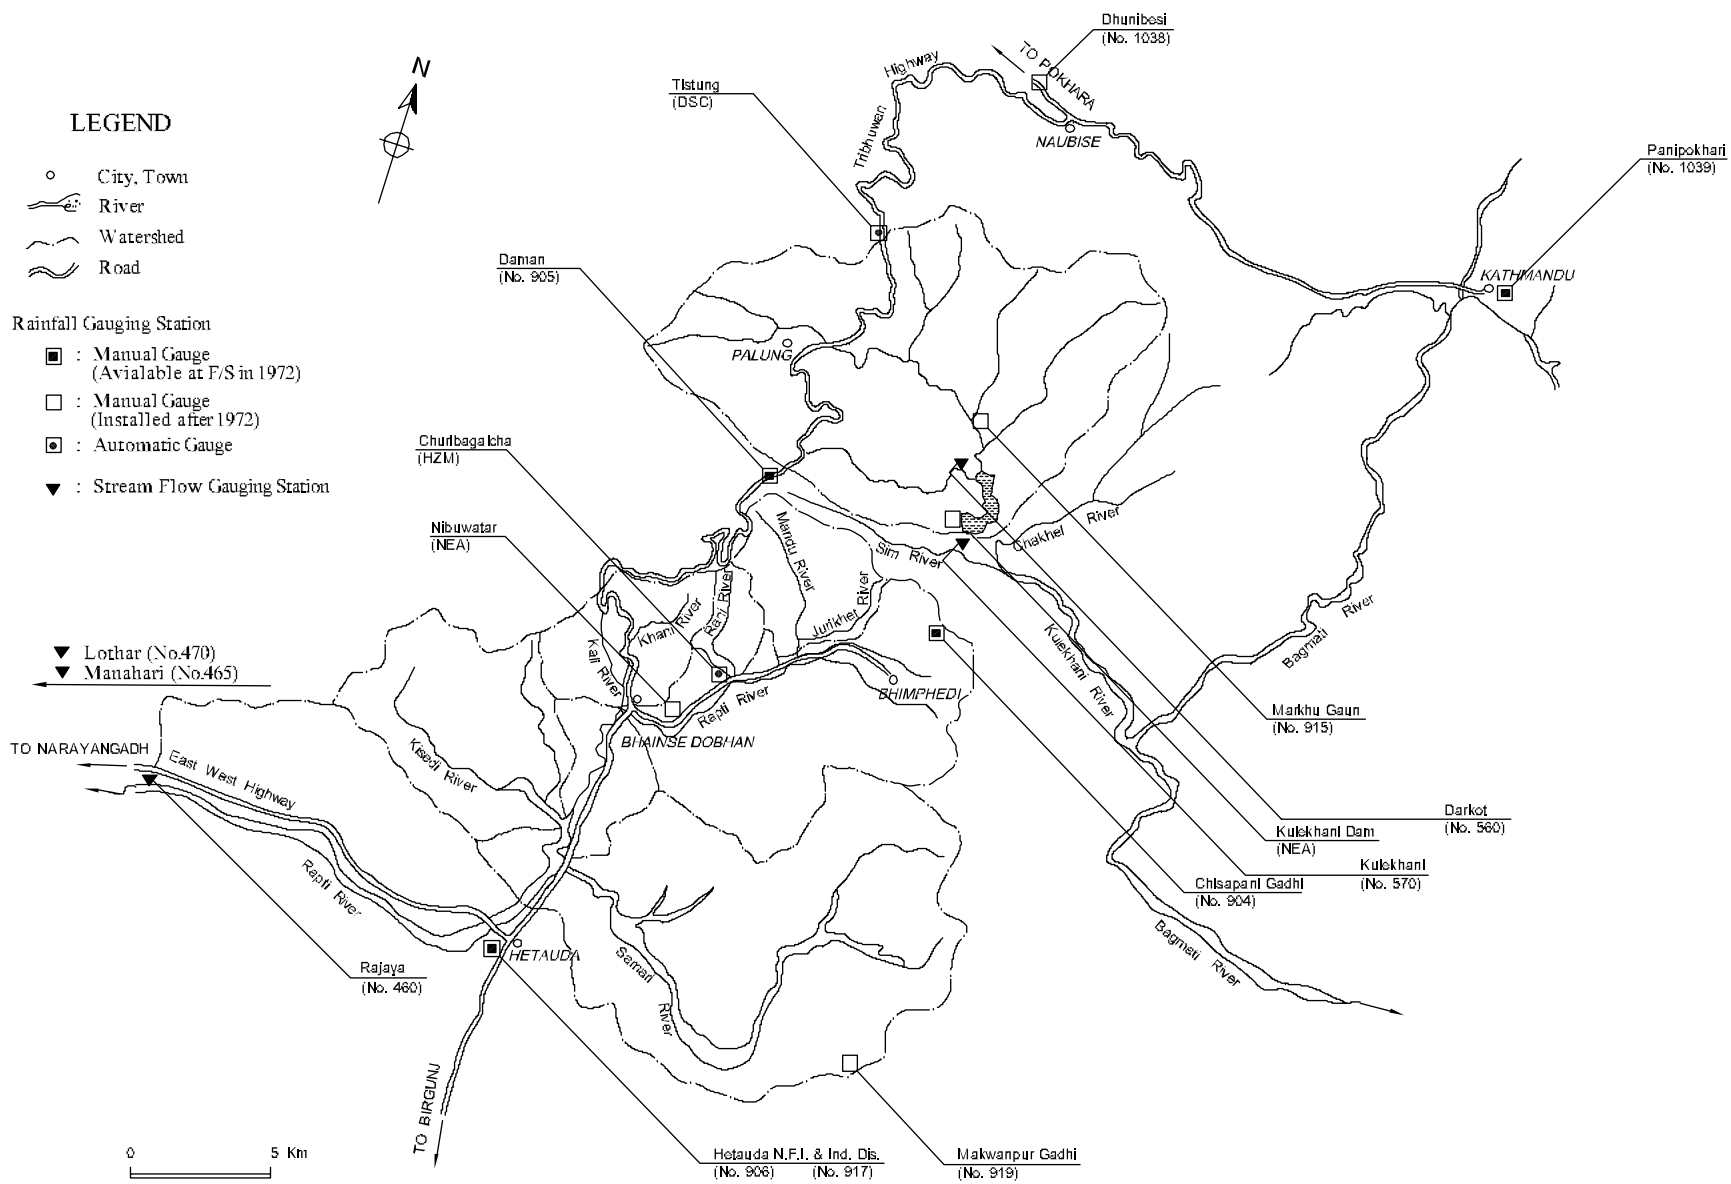 Dhunibesi
(No. 1038)
TO POKHARA
Highway
N
Tistung
(DSC)
LEGEND
Tribhuwan
NAUBISE
Panipokhari
(No. 1039)
City, Town
River
Watershed
Road
Daman
(No. 905)
KATHMANDU
Rainfall Gauging Station
: Manual Gauge
(Avialable at F/S in 1972)
: Manual Gauge
(Installed after 1972)
: Automatic Gauge
: Stream Flow Gauging Station
PALUNG
Churibagaicha
(HZM)
Nibuwatar
(NEA)
Mandu River
Sim River
Chakhel River
Khani River
Rani River
Jurikhet River
Kali River
Kulekhani River
Bagmati River
Lothar (No.470)
Manahari (No.465)
BHIMPHEDI
Rapti River
Markhu Gaun
(No. 915)
BHAINSE DOBHAN
TO NARAYANGADH
East West Highway
Kisedi River
Darkot
(No. 560)
Kulekhani Dam
(NEA)
Kulekhani
(No. 570)
Chisapani Gadhi
(No. 904)
Rapti River
HETAUDA
Samari River
Bagmati River
Rajaya
(No. 460)
TO BIRGUNJ
0 5 Km
Hetauda N.F.I. & Ind. Dis.
(No. 906) (No. 917)
Makwanpur Gadhi
(No. 919)